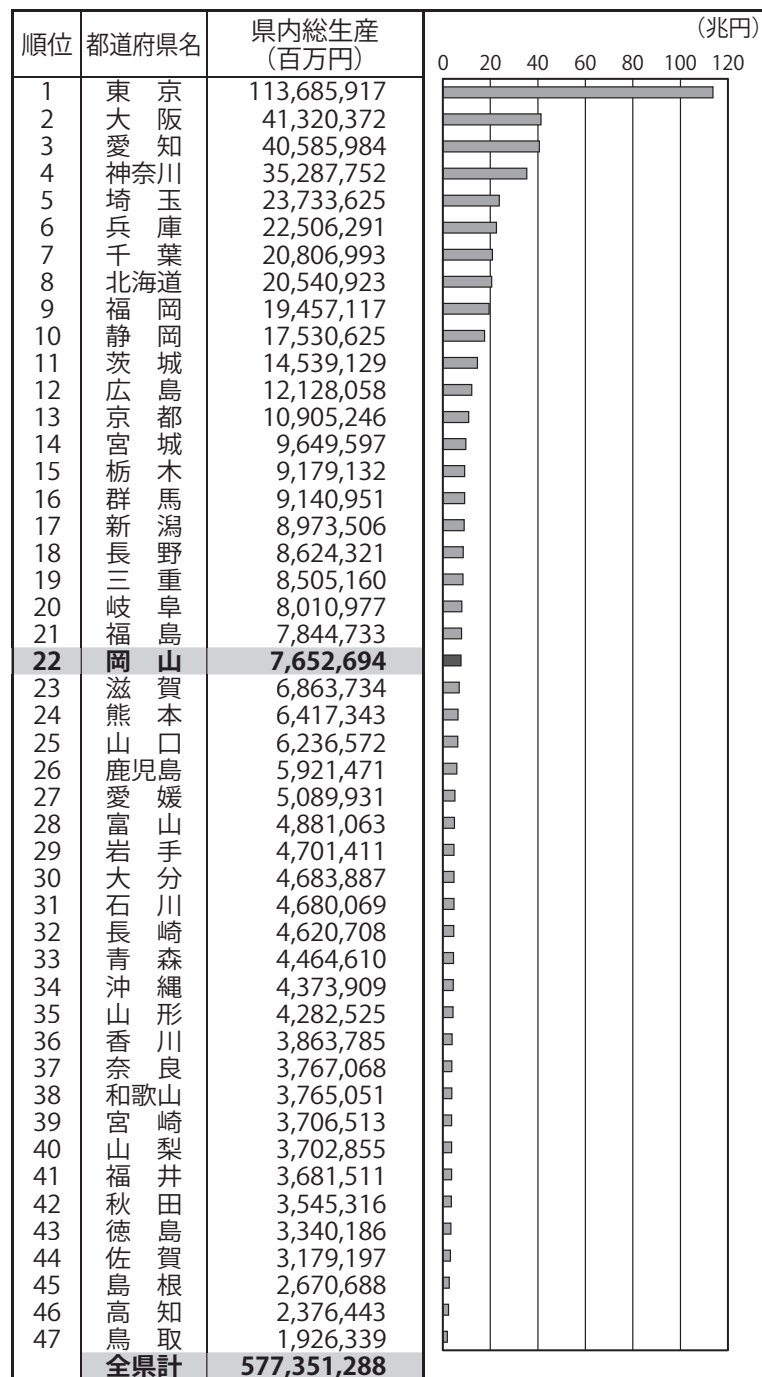 順位 都道府県名 県内総生産
(百万円)
(兆円)
0 20 40 60 80 100 120
1 東 京 113,685,917
2 大 阪 41,320,372
3 愛 知 40,585,984
4 神奈川 35,287,752
5 埼 玉 23,733,625
6 兵 庫 22,506,291
7 千 葉 20,806,993
8 北海道 20,540,923
9 福 岡 19,457,117
10 静 岡 17,530,625
11 茨 城 14,539,129
12 広 島 12,128,058
13 京 都 10,905,246
14 宮 城 9,649,597
15 栃 木 9,179,132
16 群 馬 9,140,951
17 新 潟 8,973,506
18 長 野 8,624,321
19 三 重 8,505,160
20 岐 阜 8,010,977
21 福 島 7,844,733
22 岡 山 7,652,694
23 滋 賀 6,863,734
24 熊 本 6,417,343
25 山 口 6,236,572
26 鹿児島 5,921,471
27 愛 媛 5,089,931
28 富 山 4,881,063
29 岩 手 4,701,411
30 大 分 4,683,887
31 石 川 4,680,069
32 長 崎 4,620,708
33 青 森 4,464,610
34 沖 縄 4,373,909
35 山 形 4,282,525
36 香 川 3,863,785
37 奈 良 3,767,068
38 和歌山 3,765,051
39 宮 崎 3,706,513
40 山 梨 3,702,855
41 福 井 3,681,511
42 秋 田 3,545,316
43 徳 島 3,340,186
44 佐 賀 3,179,197
45 島 根 2,670,688
46 高 知 2,376,443
47 鳥 取 1,926,339
全県計 577,351,288